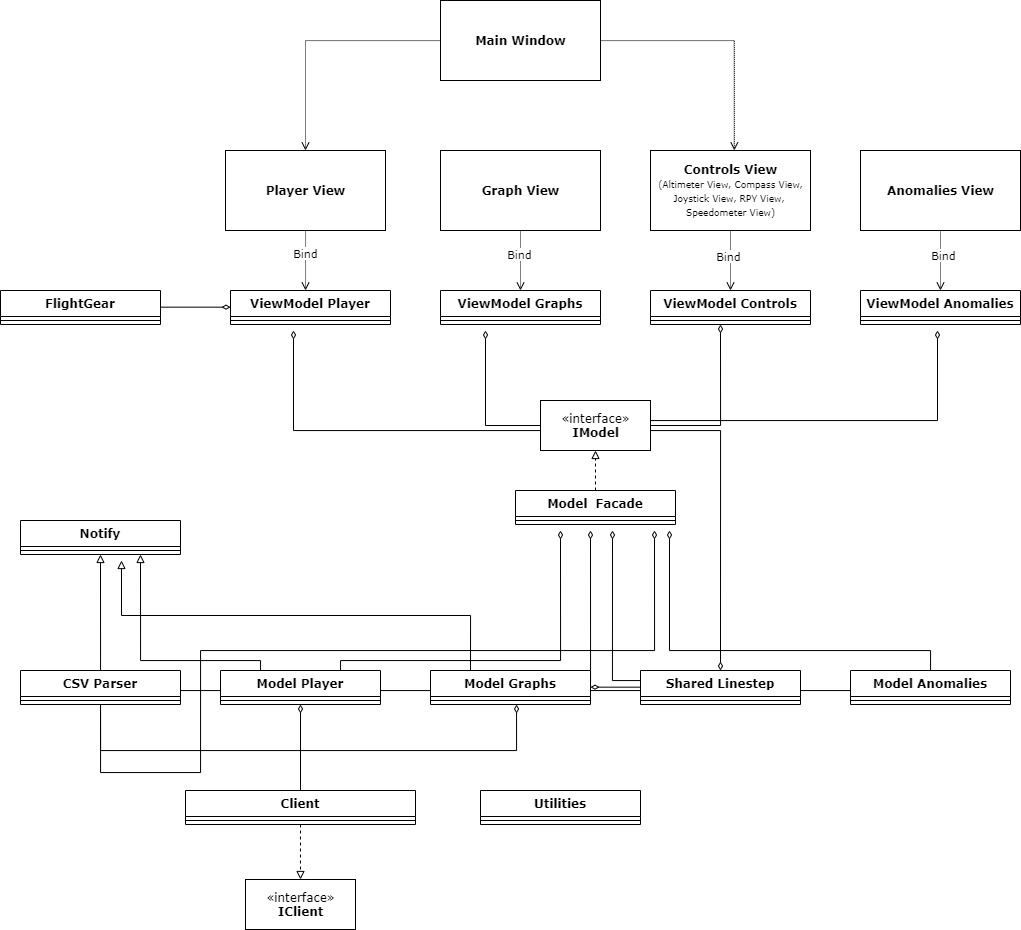 Main Window
Player View
Graph View
Controls View
(Altimeter View, Compass View,
Joystick View, RPY View,
Speedometer View)
Anomalies View
Bind
Bind
Bind
Bind
FlightGear
ViewModel Player
ViewModel Graphs
ViewModel Controls
ViewModel Anomalies
«interface»
IModel
Model Facade
Notify
CSV Parser
Model Player
Model Graphs
Shared Linestep
Model Anomalies
Client
Utilities
«interface»
IClient